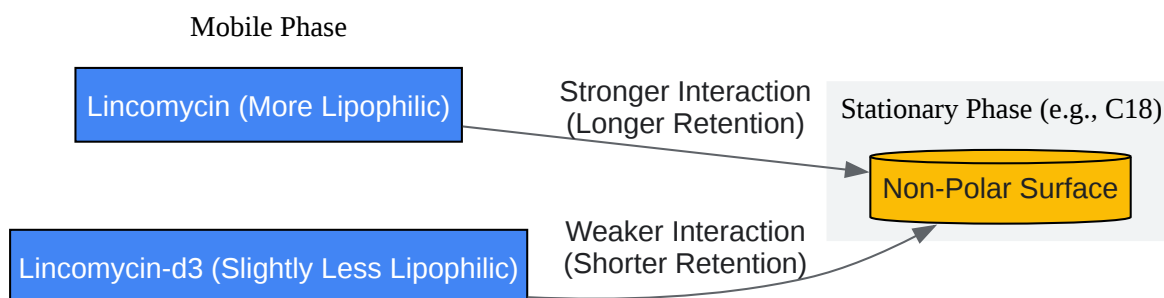 Mobile Phase
Lincomycin (More Lipophilic)
Stronger Interaction
(Longer Retention)
Stationary Phase (e.g., C18)
Non-Polar Surface
Lincomycin-d3 (Slightly Less Lipophilic)
Weaker Interaction
(Shorter Retention)